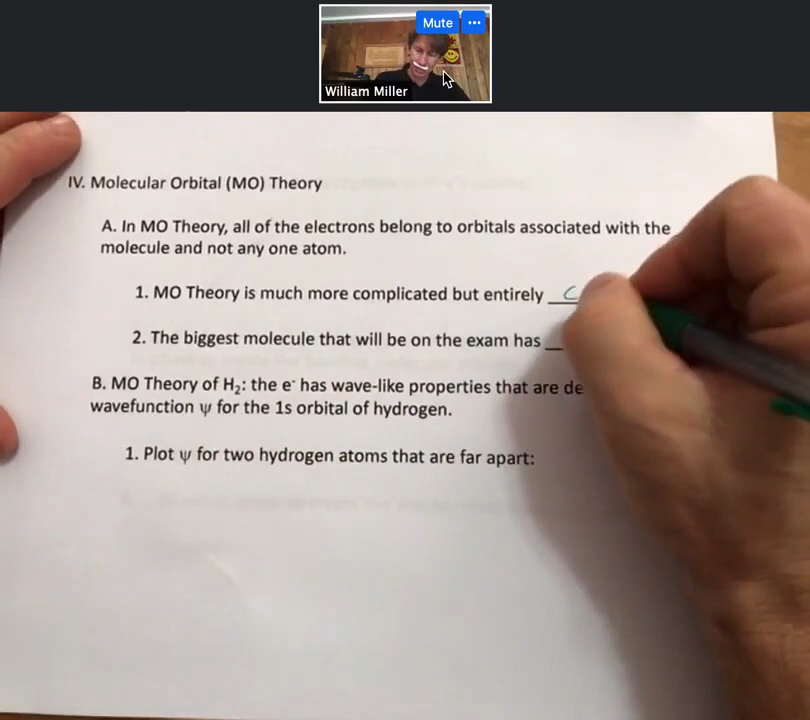 Mute ...
William Miller
IV. Molecular Orbital (MO) Theory
A. In MO Theory, all of the electrons belong to orbitals associated with the
molecule and not any one atom.
1. MO Theory is much more complicated but entirely C
2. The biggest molecule that will be on the exam has
B. MO Theory of H₂: the e⁻ has wave-like properties that are de
wavefunction ψ for the 1s orbital of hydrogen.
1. Plot ψ for two hydrogen atoms that are far apart: